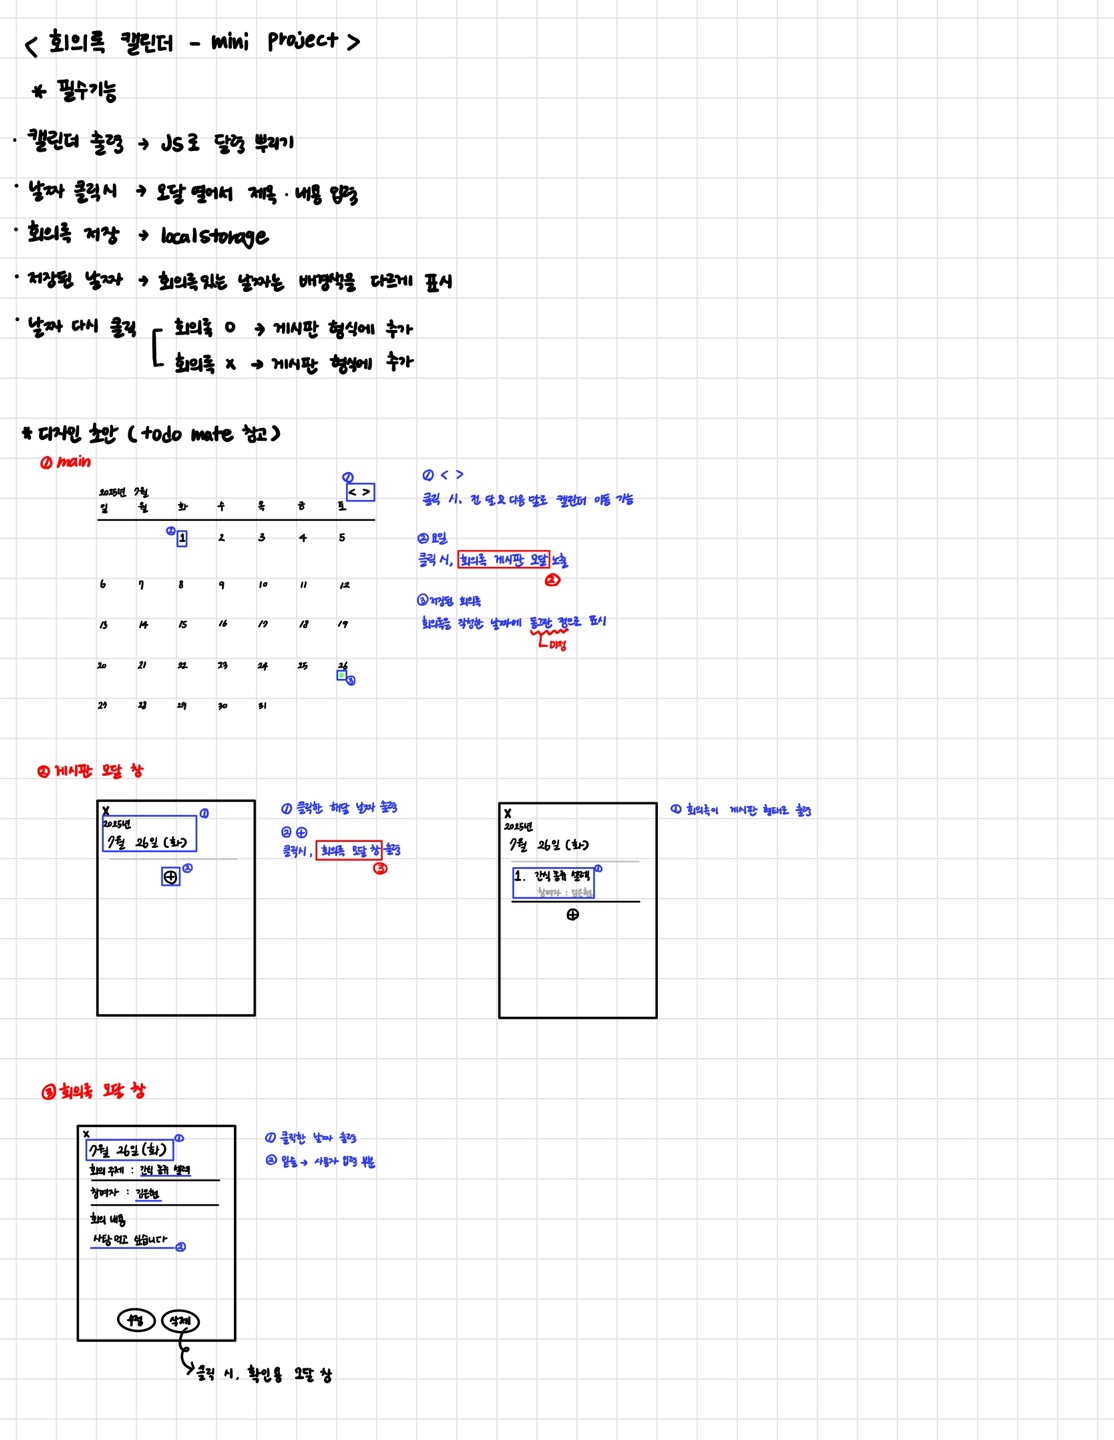 < 회의록 캘린더 - mini Project >
* 필수기능
· 캘린더 출력 → JS로 달력 뿌리기
· 날짜 클릭시 → 모달 열어서 제목 · 내용 입력
· 회의록 저장 → localstorage
· 저장된 날짜 → 회의록있는 날짜는 배경색을 다르게 표시
· 날짜 다시 클릭
회의록 O → 게시판 형식에 추가
회의록 X → 게시판 형식에 추가
* 디자인 초안 ( todo mate 참고 )
① main
①
2025년 7월 < >
일 월 화 수 목 금 토
② 1 2 3 4 5
6 7 8 9 10 11 12
13 14 15 16 17 18 19
20 21 22 23 24 25 26
③
27 28 29 30 31
① < >
클릭 시, 전 달 & 다음 달로 캘린더 이동 가능
② 요일
클릭 시, 회의록 게시판 모달 노출
②
③ 저장된 회의록
회의록을 작성한 날짜에 동그란 점으로 표시
미정
② 게시판 모달 창
X ①
2025년
7월 26일 (화)
⊕ ②
① 클릭한 해당 날짜 출력
② ⊕
클릭시, 회의록 모달 창 출력
③
X
2025년
7월 26일 (화)
1. 간식 종류 선택 ①
참여자 : 김은현
⊕
① 회의록이 게시판 형태로 출력
③ 회의록 모달 창
X
7월 26일 (화) ①
회의 주제 : 간식 종류 선택
참여자 : 김은현
회의 내용
사탕 먹고 싶습니다 ②
수정 삭제
클릭 시, 확인용 모달 창
① 클릭한 날짜 출력
② 밑줄 → 사용자 입력 부분